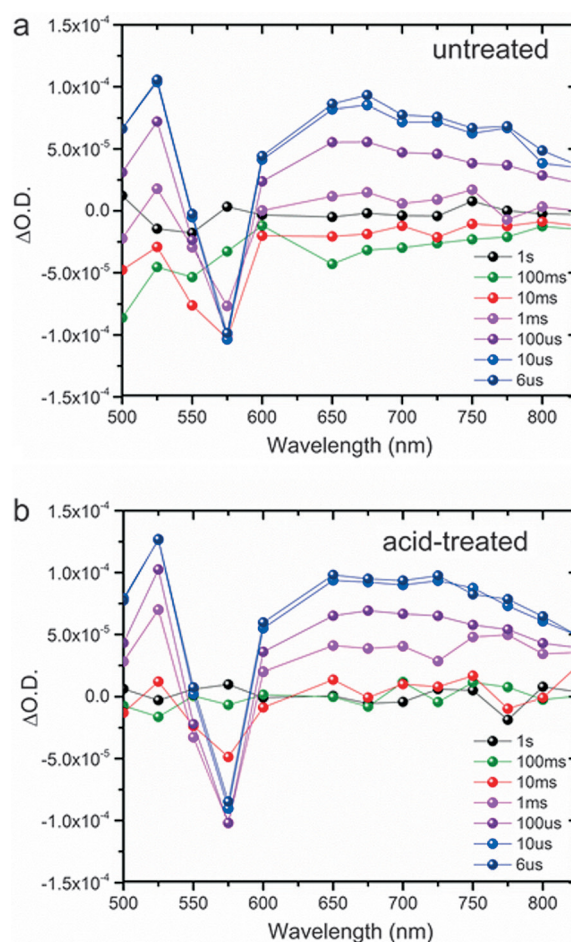 a
untreated
1.5x10⁻⁴
1.0x10⁻⁴
5.0x10⁻⁵
0.0
-5.0x10⁻⁵
-1.0x10⁻⁴
-1.5x10⁻⁴
ΔO.D.
1s
100ms
10ms
1ms
100us
10us
6us
500 550 600 650 700 750 800
Wavelength (nm)
b
acid-treated
1.5x10⁻⁴
1.0x10⁻⁴
5.0x10⁻⁵
0.0
-5.0x10⁻⁵
-1.0x10⁻⁴
-1.5x10⁻⁴
ΔO.D.
1s
100ms
10ms
1ms
100us
10us
6us
500 550 600 650 700 750 800
Wavelength (nm)